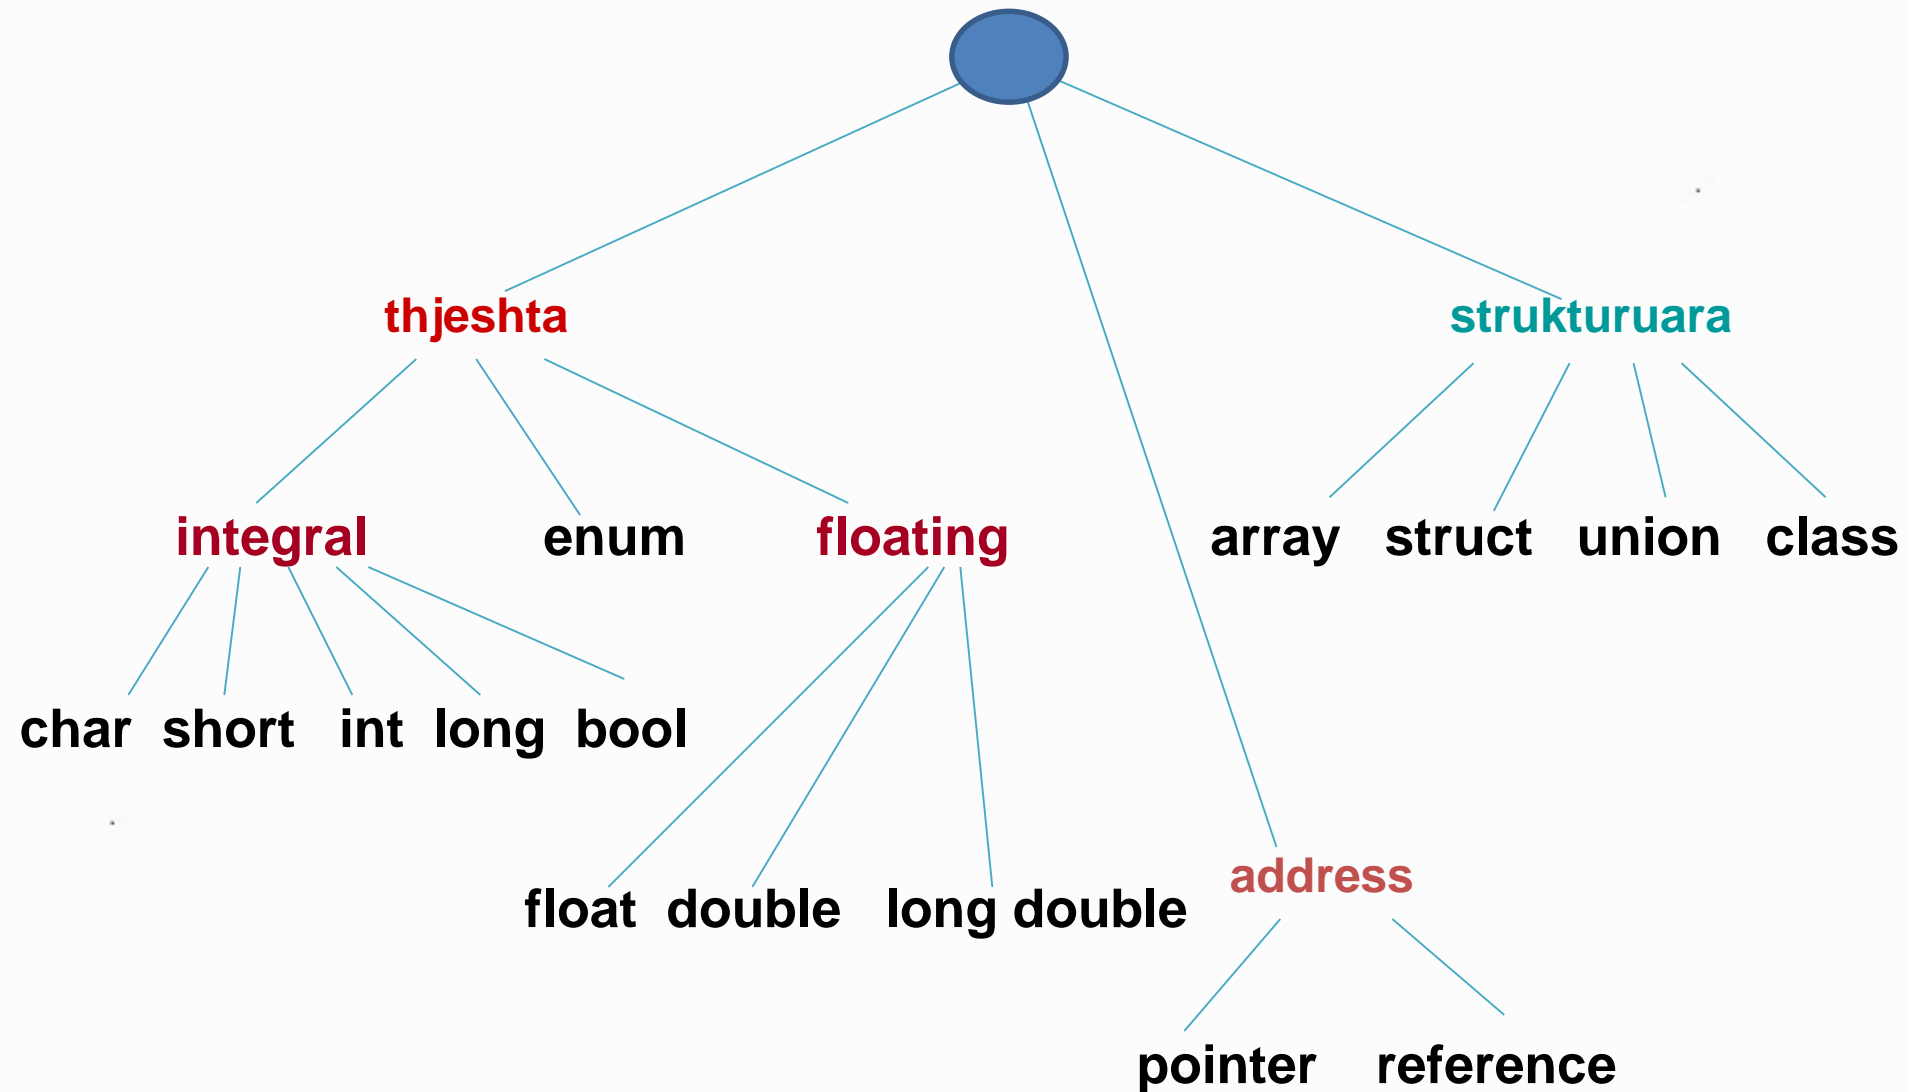 thjeshta strukturuara
integral enum floating array struct union class
char short int long bool
address
float double long double
pointer reference